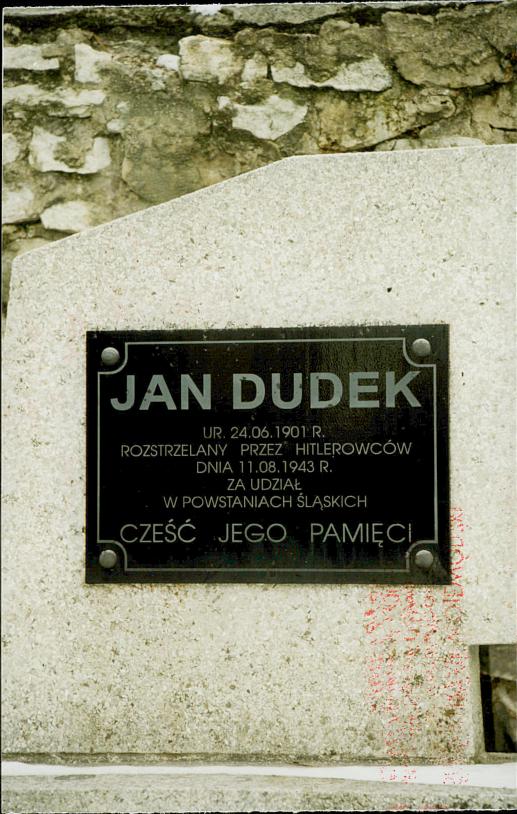 JAN DUDEK
UR. 24.06.1901 R.
ROZSTRZELANY PRZEZ HITLEROWCÓW
DNIA 11.08.1943 R.
ZA UDZIAŁ
W POWSTANIACH ŚLĄSKICH
CZEŚĆ JEGO PAMIĘCI